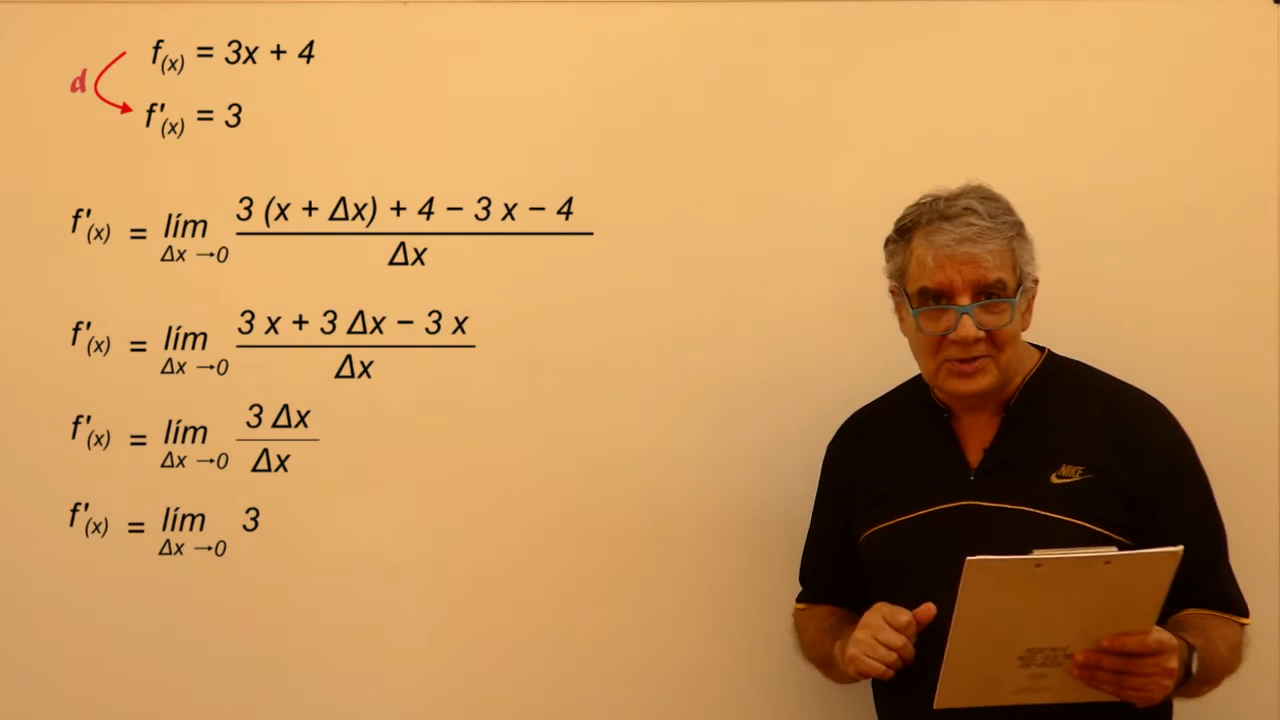 f(x) = 3x + 4
d
f'(x) = 3
f'(x) = lím Δx→0 3 (x + Δx) + 4 − 3 x − 4 / Δx
f'(x) = lím Δx→0 3 x + 3 Δx − 3 x / Δx
f'(x) = lím Δx→0 3 Δx / Δx
f'(x) = lím Δx→0 3
NIKE